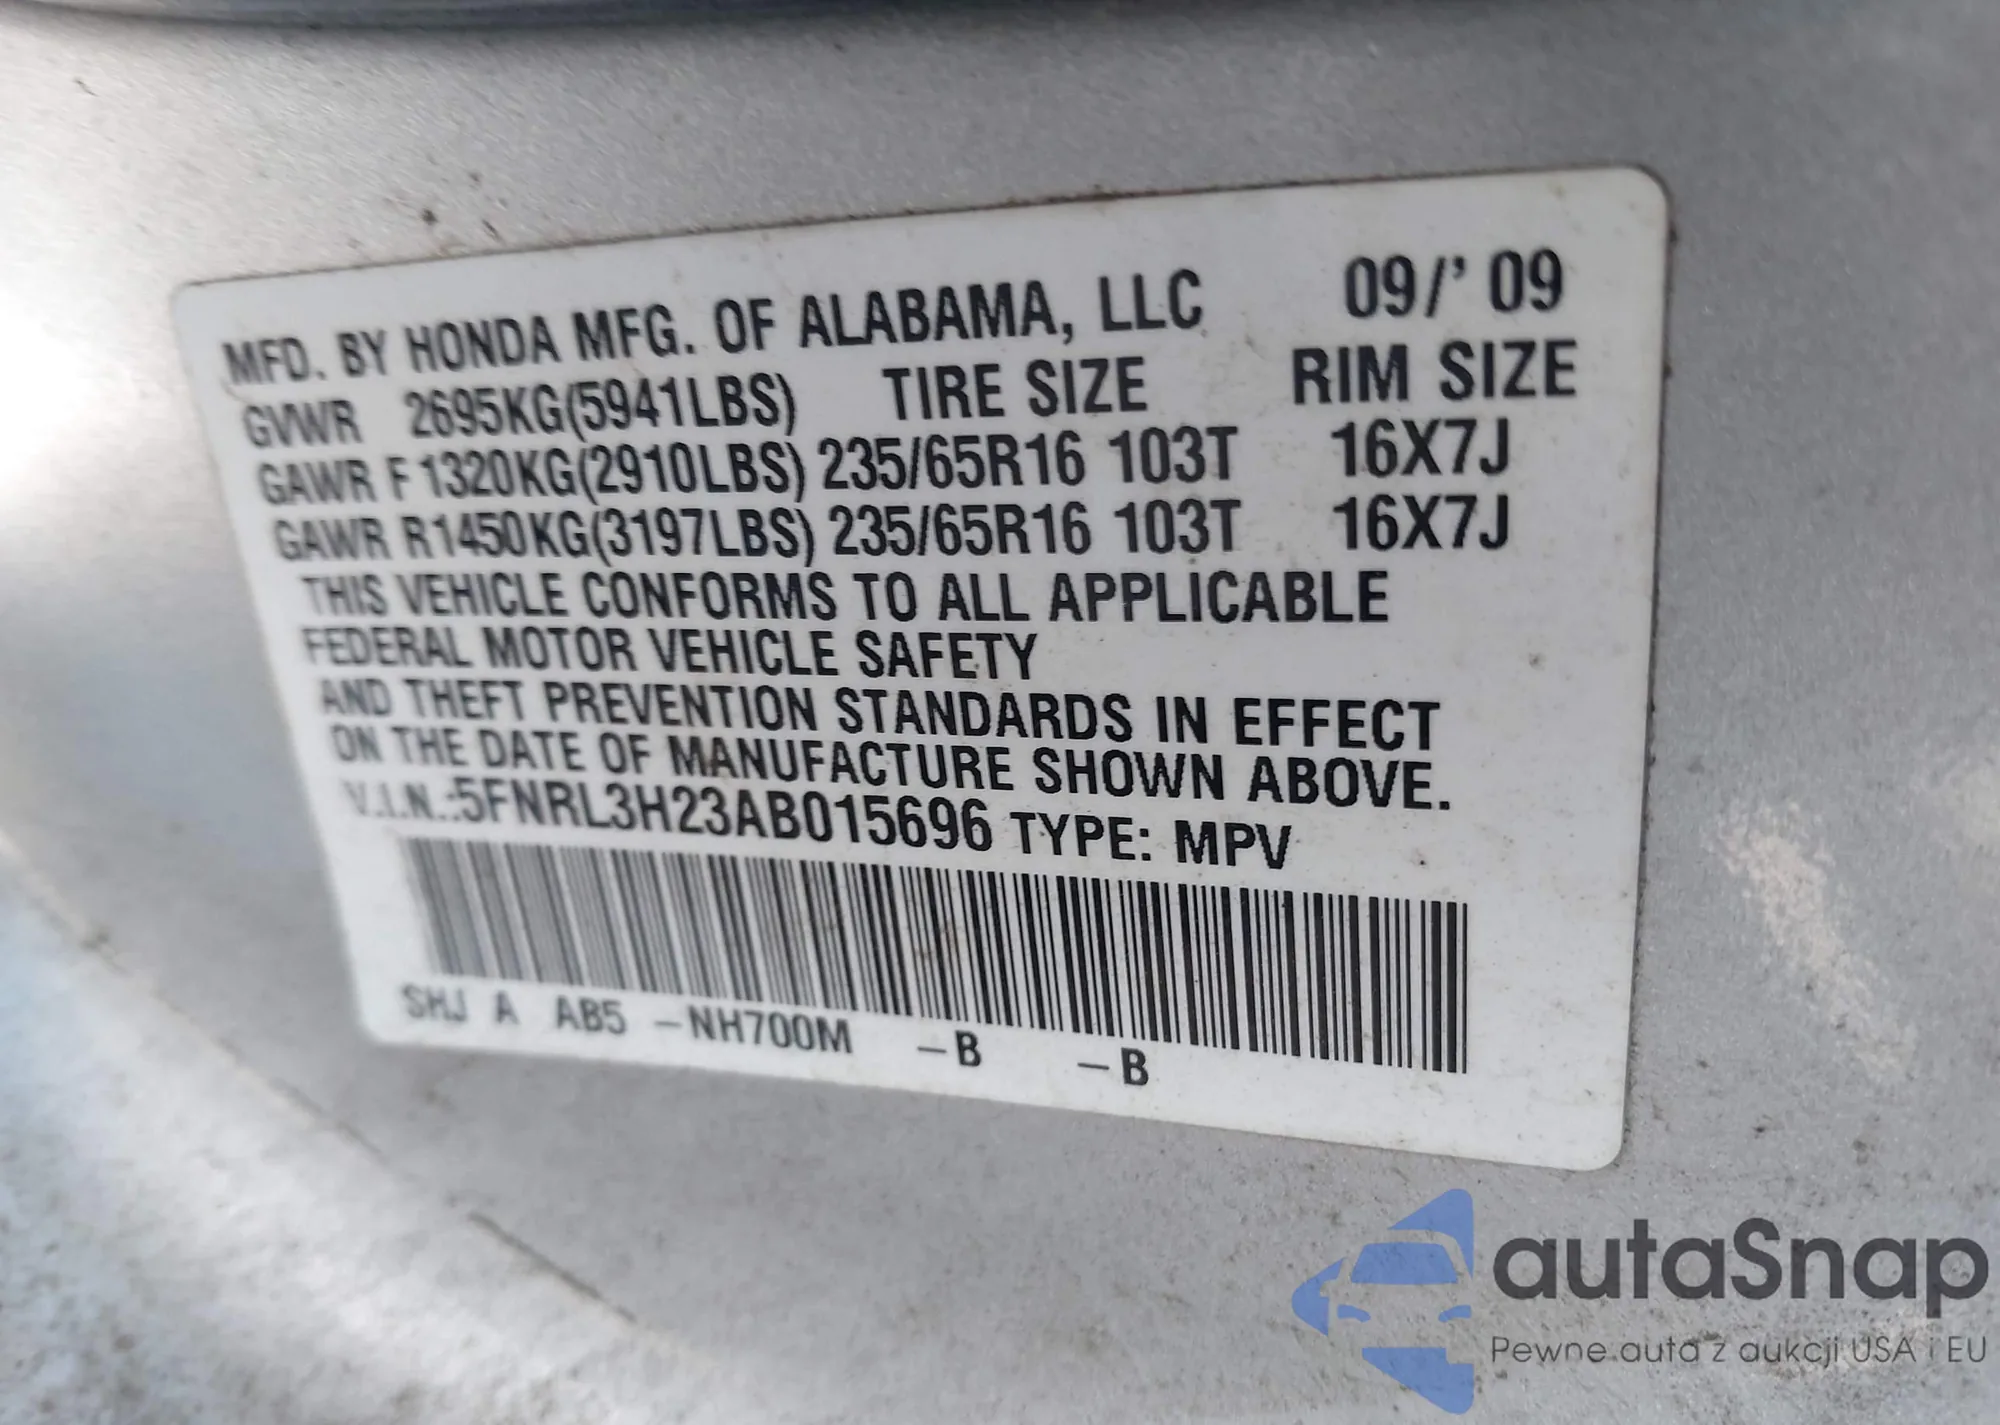 MFD. BY HONDA MFG. OF ALABAMA, LLC 09/' 09
GVWR 2695KG(5941LBS) TIRE SIZE RIM SIZE
GAWR F 1320KG(2910LBS) 235/65R16 103T 16X7J
GAWR R1450KG(3197LBS) 235/65R16 103T 16X7J
THIS VEHICLE CONFORMS TO ALL APPLICABLE
FEDERAL MOTOR VEHICLE SAFETY
AND THEFT PREVENTION STANDARDS IN EFFECT
ON THE DATE OF MANUFACTURE SHOWN ABOVE.
V.I.N.:5FNRL3H23AB015696 TYPE: MPV
SHJ A AB5 -NH700M -B -B
autaSnap
Pewne auta z aukcji USA i EU